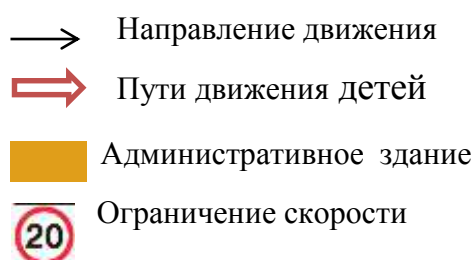 Направление движения
Пути движения детей
Административное здание
Ограничение скорости
20